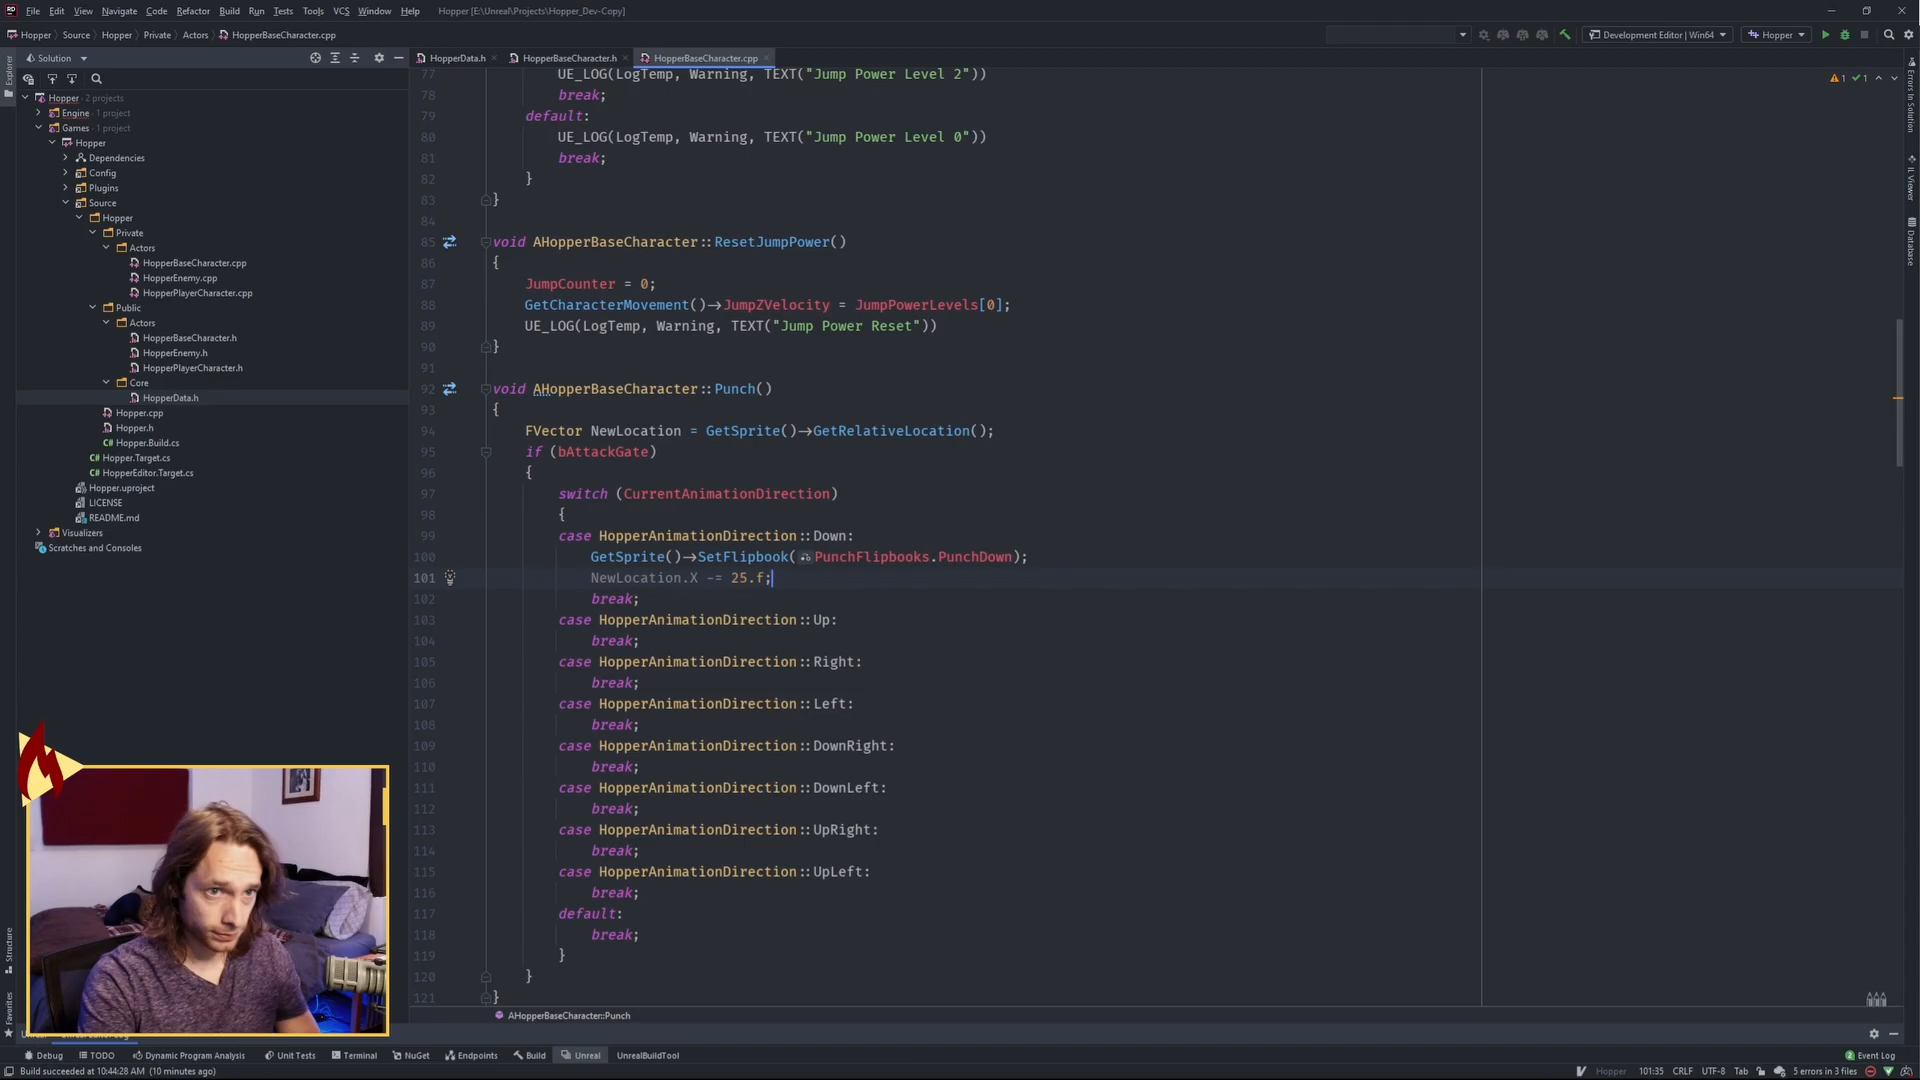 File Edit View Navigate Code Refactor Build Run Tests Tools VCS Window Help Hopper [E:\Unreal\Projects\Hopper_Dev-Copy]
Hopper Source Hopper Private Actors HopperBaseCharacter.cpp Development Editor | Win64 Hopper
Solution
HopperData.h HopperBaseCharacter.h HopperBaseCharacter.cpp
Explorer
Hopper · 2 projects
Engine · 1 project
Games · 1 project
Hopper
Dependencies
Config
Plugins
Source
Hopper
Private
Actors
HopperBaseCharacter.cpp
HopperEnemy.cpp
HopperPlayerCharacter.cpp
Public
Actors
HopperBaseCharacter.h
HopperEnemy.h
HopperPlayerCharacter.h
Core
HopperData.h
Hopper.cpp
Hopper.h
C# Hopper.Build.cs
C# Hopper.Target.cs
C# HopperEditor.Target.cs
Hopper.uproject
LICENSE
README.md
Visualizers
Scratches and Consoles
Structure
Favorites
77 UE_LOG(LogTemp, Warning, TEXT("Jump Power Level 2"))
78 break;
79 default:
80 UE_LOG(LogTemp, Warning, TEXT("Jump Power Level 0"))
81 break;
82 }
83 }
84
85 void AHopperBaseCharacter::ResetJumpPower()
86 {
87 JumpCounter = 0;
88 GetCharacterMovement()→JumpZVelocity = JumpPowerLevels[0];
89 UE_LOG(LogTemp, Warning, TEXT("Jump Power Reset"))
90 }
91
92 void AHopperBaseCharacter::Punch()
93 {
94 FVector NewLocation = GetSprite()→GetRelativeLocation();
95 if (bAttackGate)
96 {
97 switch (CurrentAnimationDirection)
98 {
99 case HopperAnimationDirection::Down:
100 GetSprite()→SetFlipbook(PunchFlipbooks.PunchDown);
101 NewLocation.X -= 25.f;
102 break;
103 case HopperAnimationDirection::Up:
104 break;
105 case HopperAnimationDirection::Right:
106 break;
107 case HopperAnimationDirection::Left:
108 break;
109 case HopperAnimationDirection::DownRight:
110 break;
111 case HopperAnimationDirection::DownLeft:
112 break;
113 case HopperAnimationDirection::UpRight:
114 break;
115 case HopperAnimationDirection::UpLeft:
116 break;
117 default:
118 break;
119 }
120 }
121 }
1 1
Errors In Solution
IL Viewer
Database
AHopperBaseCharacter::Punch
Debug TODO Dynamic Program Analysis Unit Tests Terminal NuGet Endpoints Build Unreal UnrealBuildTool 2 Event Log
Build succeeded at 10:44:28 AM (10 minutes ago) Hopper 101:35 CRLF UTF-8 Tab 5 errors in 3 files